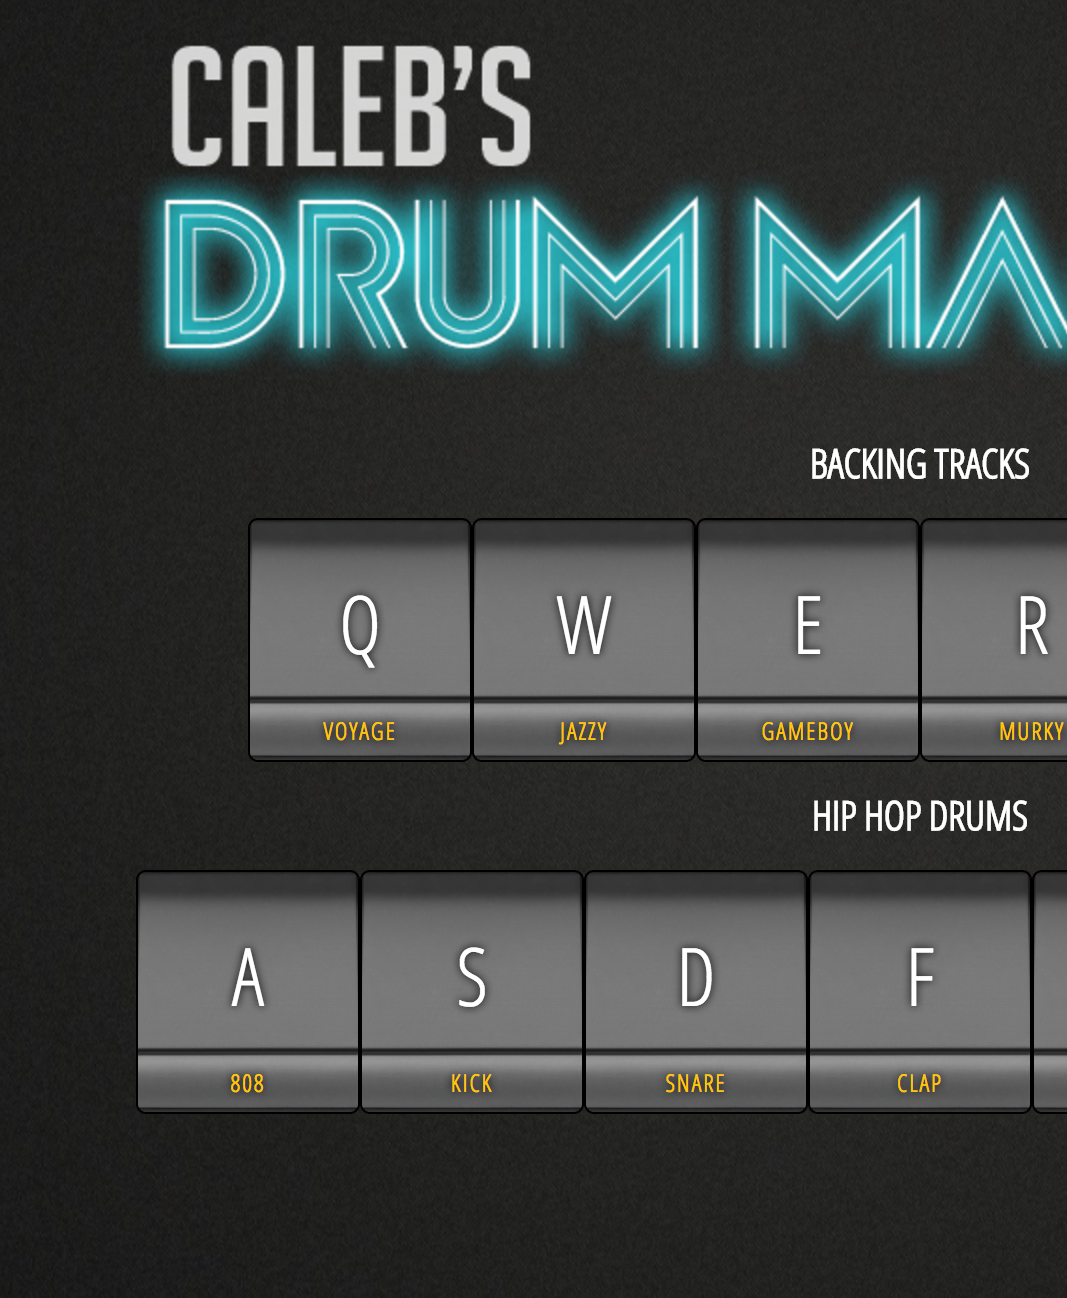 CALEB'S
DRUM MA
BACKING TRACKS
Q W E R
VOYAGE JAZZY GAMEBOY MURKY
HIP HOP DRUMS
A S D F
808 KICK SNARE CLAP